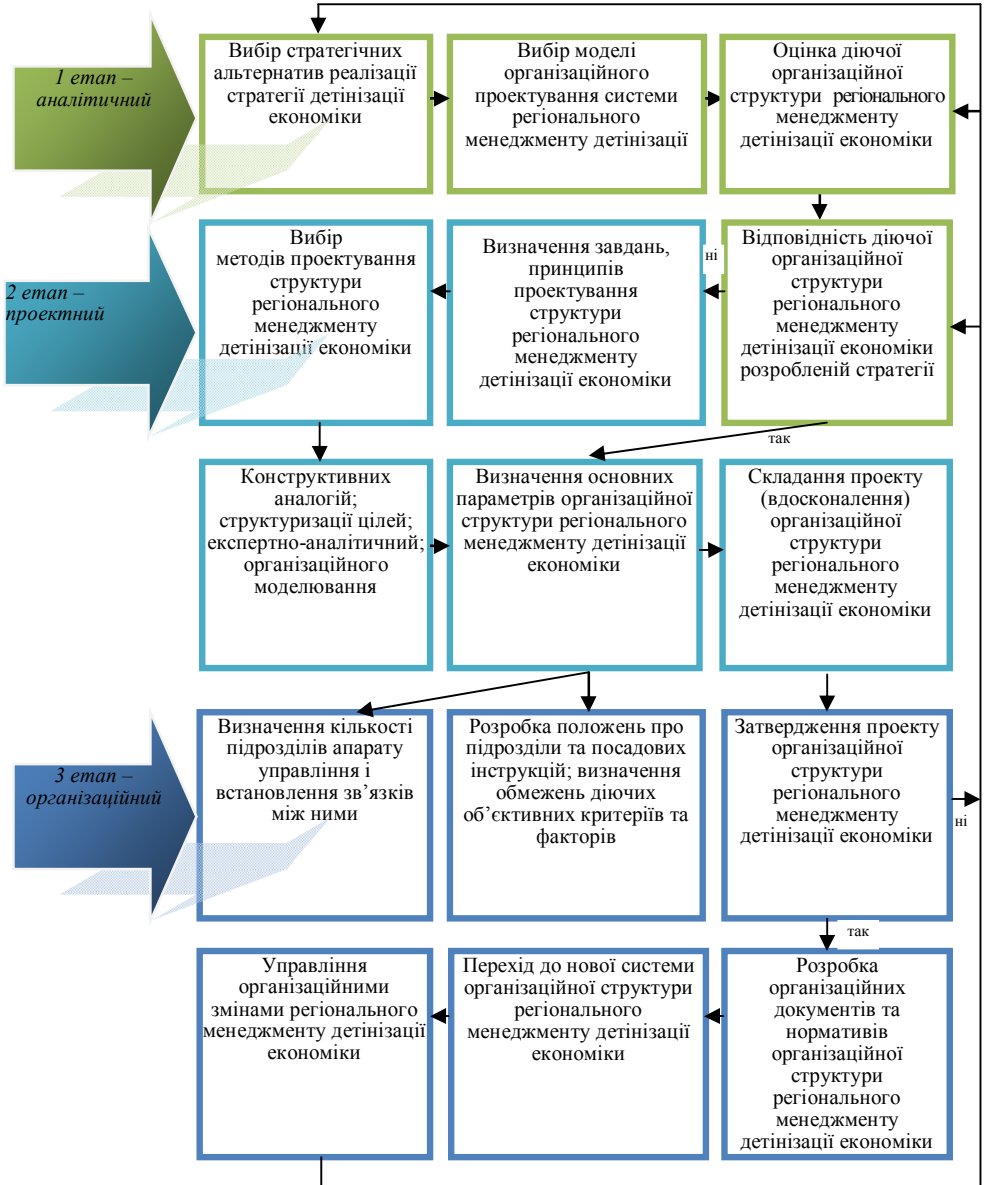 1 етап –
аналітичний
Вибір стратегічних
альтернатив реалізації
стратегії детінізації
економіки
Вибір моделі
організаційного
проектування системи
регіонального
менеджменту детінізації
Оцінка діючої
організаційної
структури регіонального
менеджменту
детінізації економіки
2 етап –
проектний
Вибір
методів проектування
структури
регіонального
менеджменту
детінізації економіки
Визначення завдань,
принципів
проектування
структури
регіонального
менеджменту
детінізації економіки
ні
Відповідність діючої
організаційної
структури
регіонального
менеджменту
детінізації економіки
розробленій стратегії
так
Конструктивних
аналогій;
структуризації цілей;
експертно-аналітичний;
організаційного
моделювання
Визначення основних
параметрів організаційної
структури регіонального
менеджменту детінізації
економіки
Складання проекту
(вдосконалення)
організаційної
структури
регіонального
менеджменту
детінізації економіки
3 етап –
організаційний
Визначення кількості
підрозділів апарату
управління і
встановлення зв’язків
між ними
Розробка положень про
підрозділи та посадових
інструкцій; визначення
обмежень діючих
об’єктивних критеріїв та
факторів
Затвердження проекту
організаційної
структури
регіонального
менеджменту
детінізації економіки
ні
так
Управління
організаційними
змінами регіонального
менеджменту детінізації
економіки
Перехід до нової системи
організаційної структури
регіонального
менеджменту детінізації
економіки
Розробка
організаційних
документів та
нормативів
організаційної
структури
регіонального
менеджменту
детінізації економіки